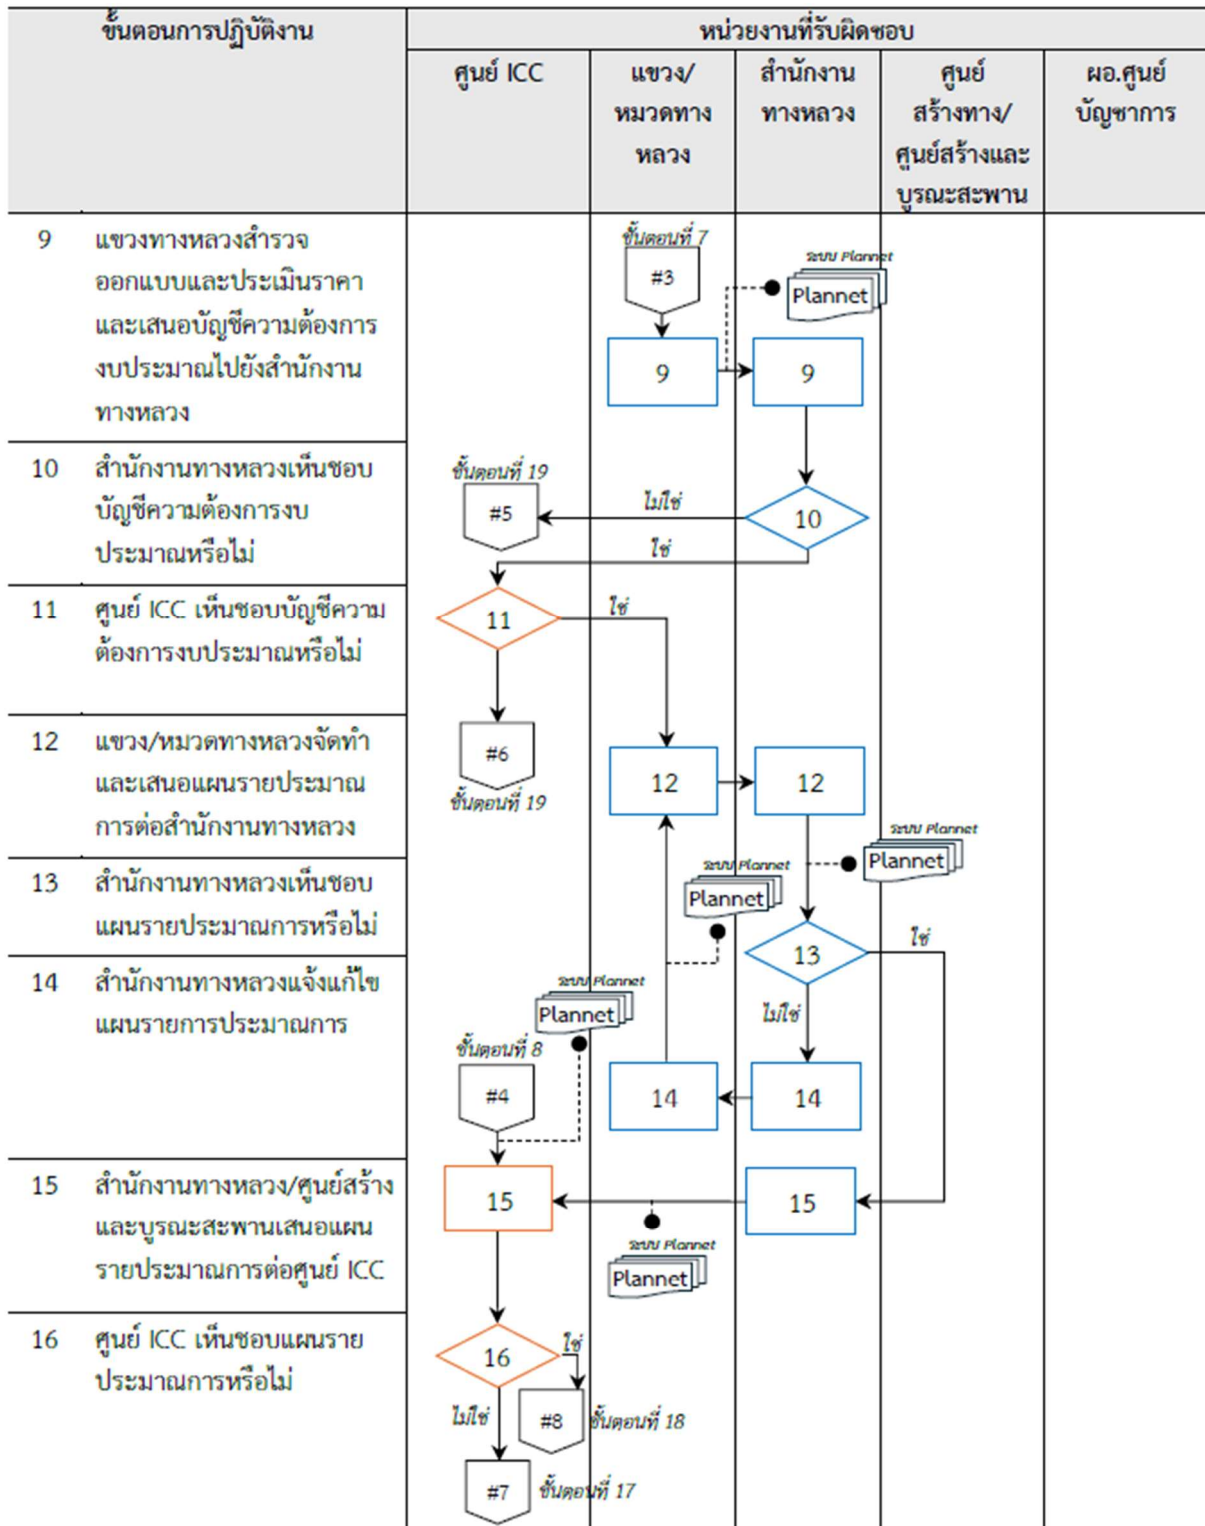 ขั้นตอนการปฏิบัติงาน
หน่วยงานที่รับผิดชอบ
ศูนย์ ICC
แขวง/
หมวดทาง
หลวง
สำนักงาน
ทางหลวง
ศูนย์
สร้างทาง/
ศูนย์สร้างและ
บูรณะสะพาน
ผอ.ศูนย์
บัญชาการ
9 แขวงทางหลวงสำรวจ
ออกแบบและประเมินราคา
และเสนอบัญชีความต้องการ
งบประมาณไปยังสำนักงาน
ทางหลวง
ขั้นตอนที่ 7
#3
ระบบ Plannet
Plannet
9
9
10 สำนักงานทางหลวงเห็นชอบ
บัญชีความต้องการงบ
ประมาณหรือไม่
ขั้นตอนที่ 19
#5
ไม่ใช่
10
ใช่
11 ศูนย์ ICC เห็นชอบบัญชีความ
ต้องการงบประมาณหรือไม่
11
ใช่
12 แขวง/หมวดทางหลวงจัดทำ
และเสนอแผนรายประมาณ
การต่อสำนักงานทางหลวง
#6
ขั้นตอนที่ 19
12
12
ระบบ Plannet
Plannet
13 สำนักงานทางหลวงเห็นชอบ
แผนรายประมาณการหรือไม่
ระบบ Plannet
Plannet
13
ใช่
14 สำนักงานทางหลวงแจ้งแก้ไข
แผนรายการประมาณการ
ระบบ Plannet
Plannet
ไม่ใช่
ขั้นตอนที่ 8
#4
14
14
15 สำนักงานทางหลวง/ศูนย์สร้าง
และบูรณะสะพานเสนอแผน
รายประมาณการต่อศูนย์ ICC
15
15
ระบบ Plannet
Plannet
16 ศูนย์ ICC เห็นชอบแผนราย
ประมาณการหรือไม่
16
ใช่
ไม่ใช่
#8
ขั้นตอนที่ 18
#7
ขั้นตอนที่ 17